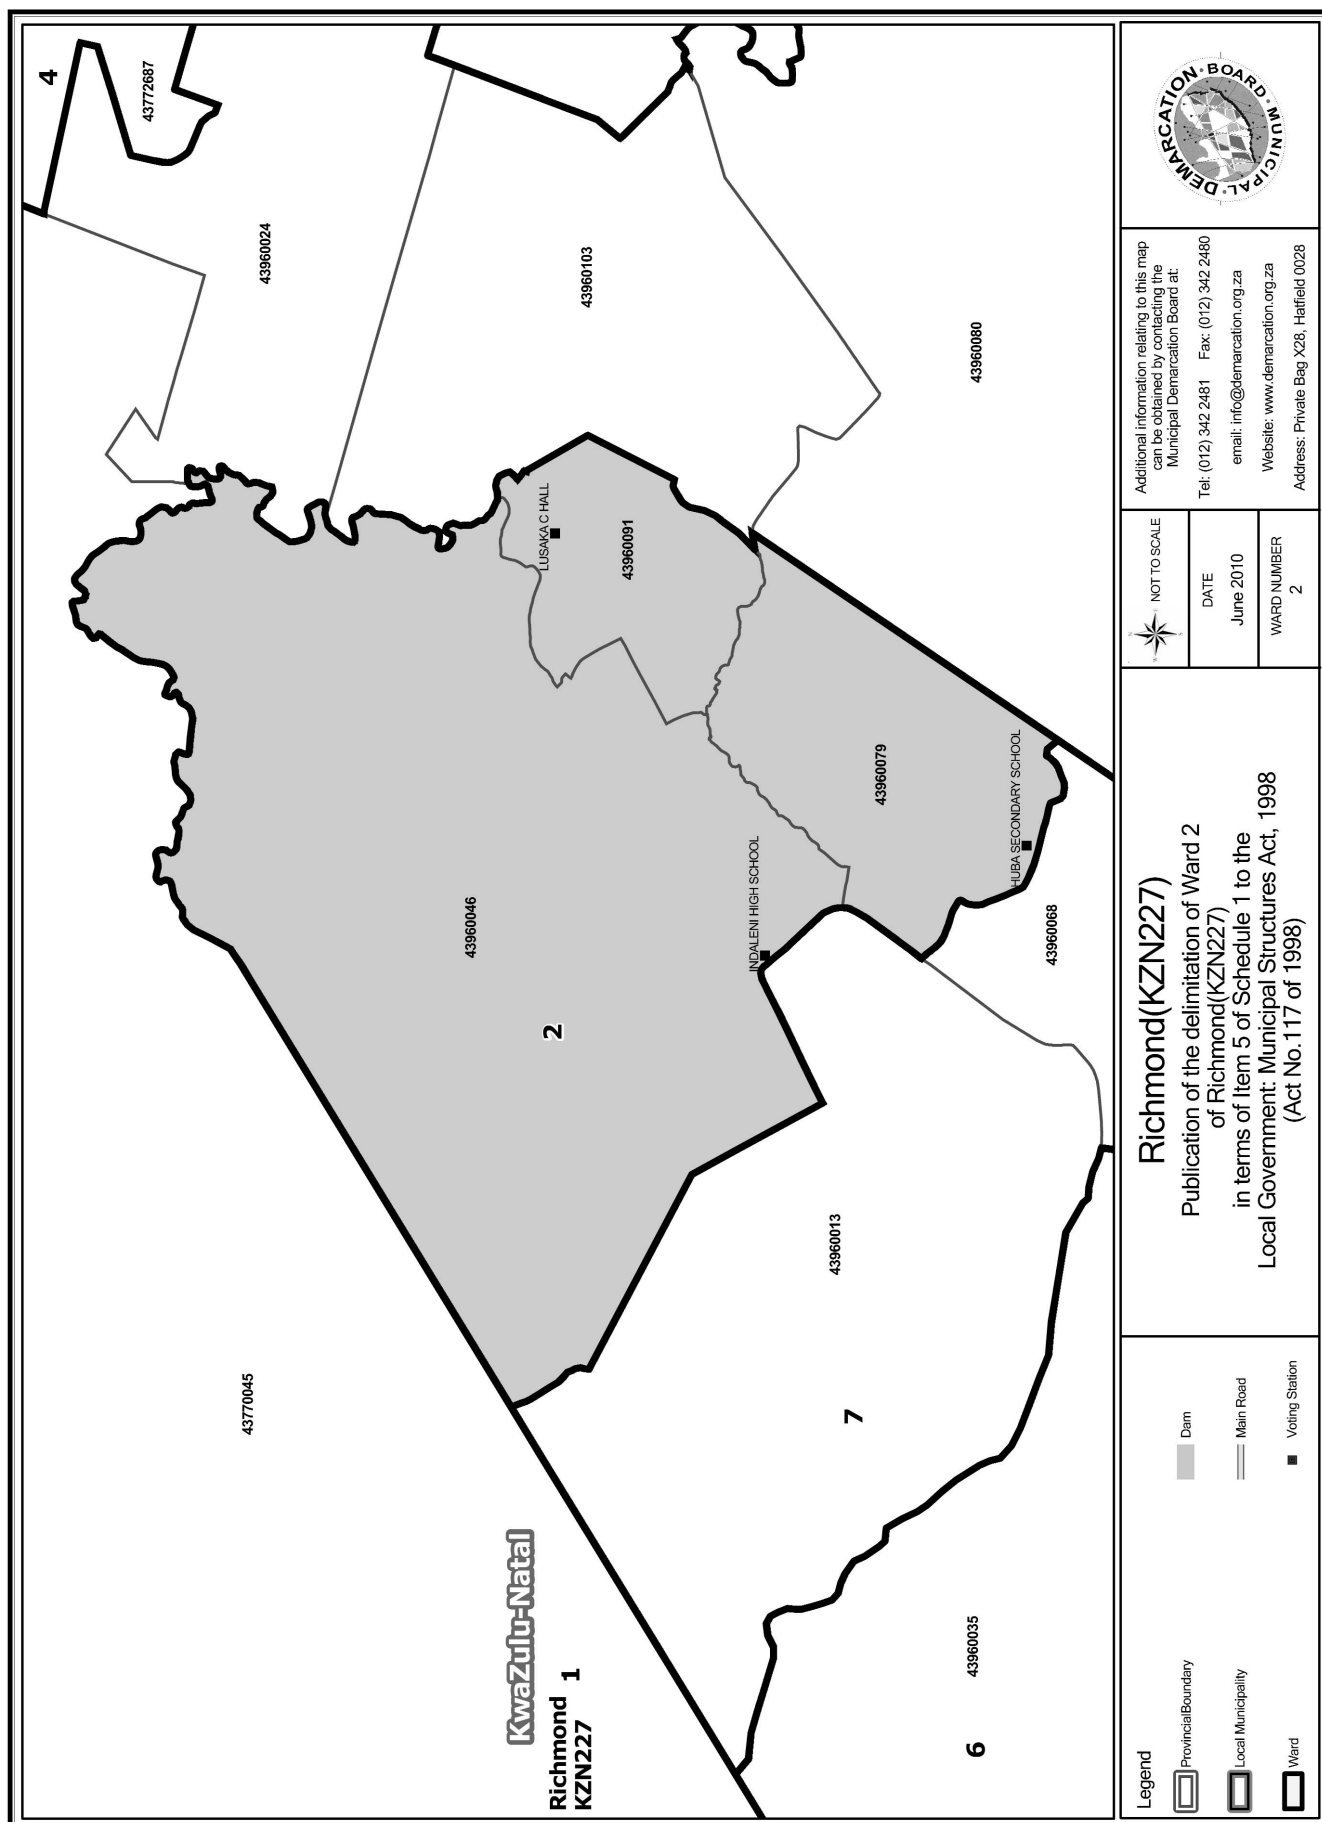 4
43772687
43960024
43960103
43960080
LUSAKA C HALL
43960091
43960046
2
INDALENI HIGH SCHOOL
43960079
HUBA SECONDARY SCHOOL
43960068
43770045
43960013
7
KwaZulu-Natal
Richmond 1
KZN227
43960035
6
Legend
ProvincialBoundary
Local Municipality
Ward
Dam
Main Road
Voting Station
Richmond(KZN227)
Publication of the delimitation of Ward 2
of Richmond(KZN227)
in terms of Item 5 of Schedule 1 to the
Local Government: Municipal Structures Act, 1998
(Act No.117 of 1998)
NOT TO SCALE
DATE
June 2010
WARD NUMBER
2
Additional information relating to this map
can be obtained by contacting the
Municipal Demarcation Board at:
Tel: (012) 342 2481 Fax: (012) 342 2480
email: info@demarcation.org.za
Website: www.demarcation.org.za
Address: Private Bag X28, Hatfield 0028
MUNICIPAL · DEMARCATION · BOARD ·